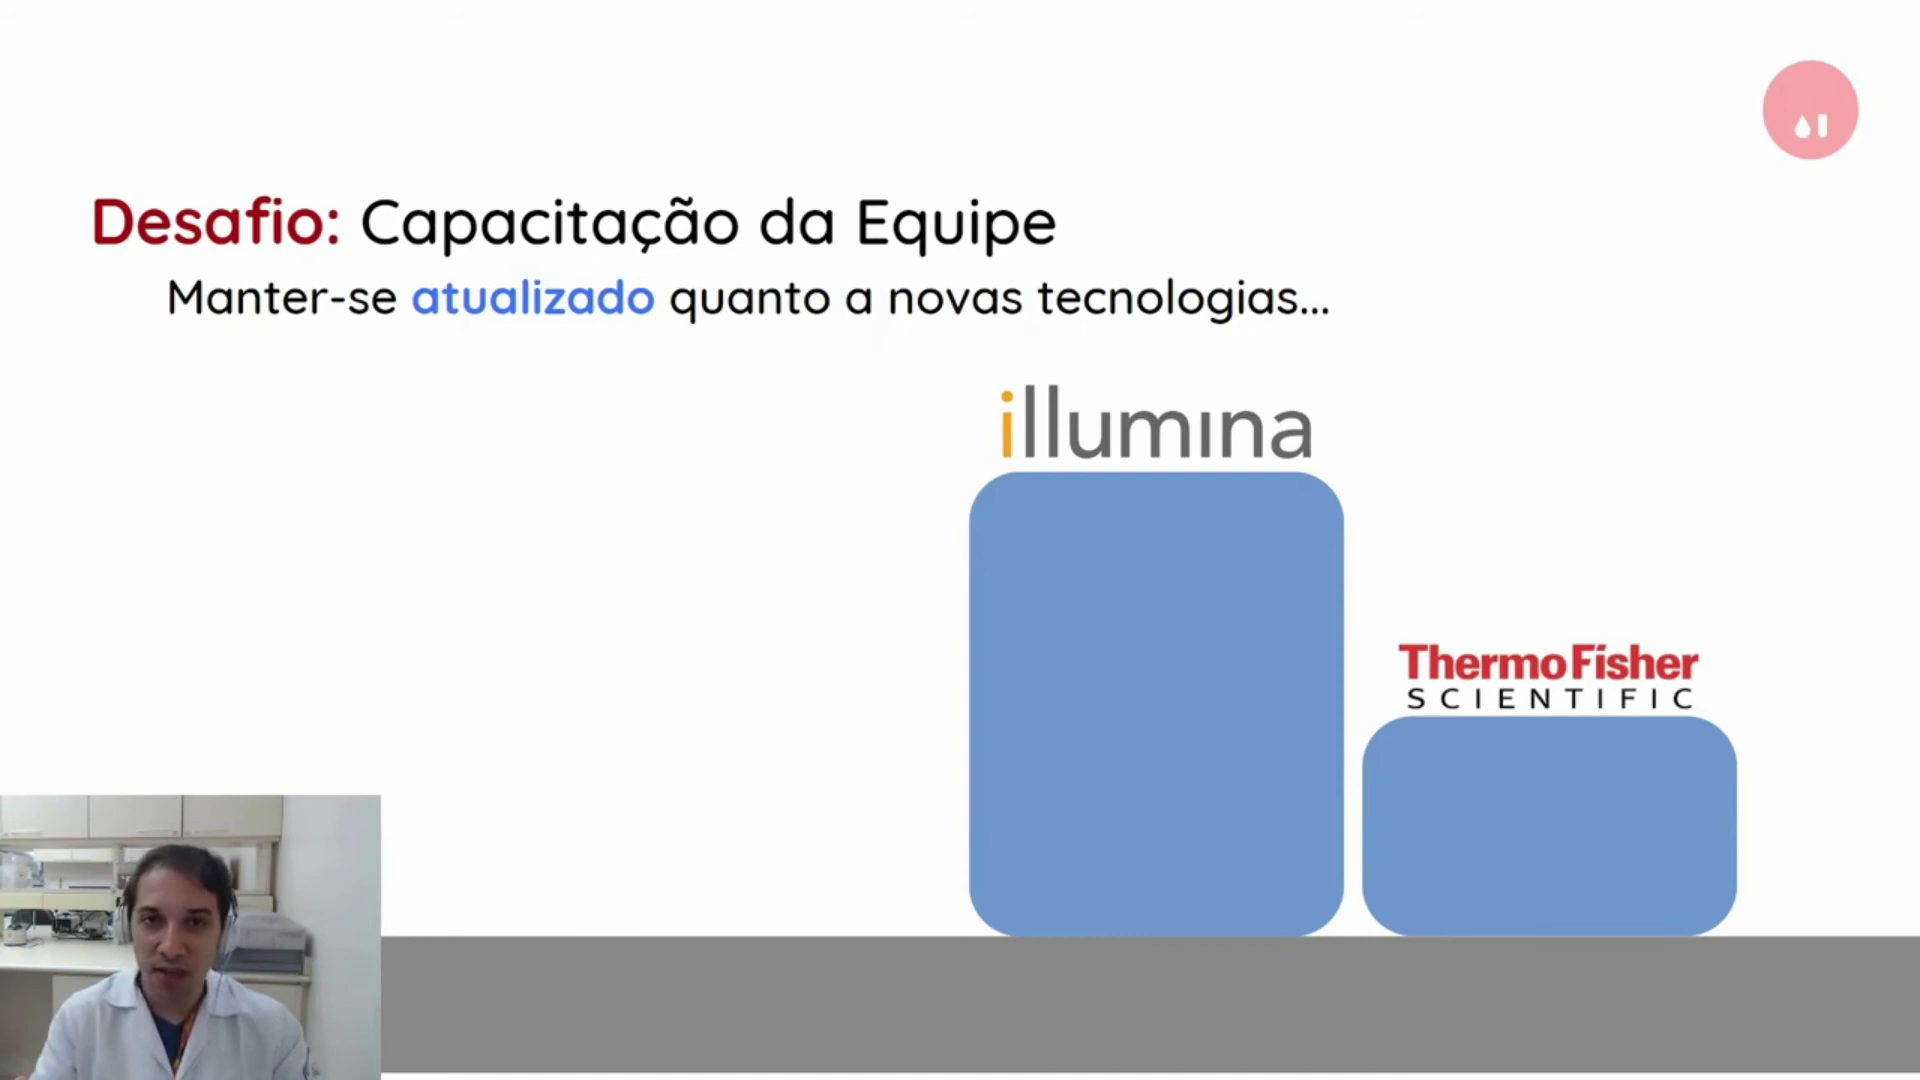 Desafio: Capacitação da Equipe
Manter-se atualizado quanto a novas tecnologias...
illumina
ThermoFisher
SCIENTIFIC